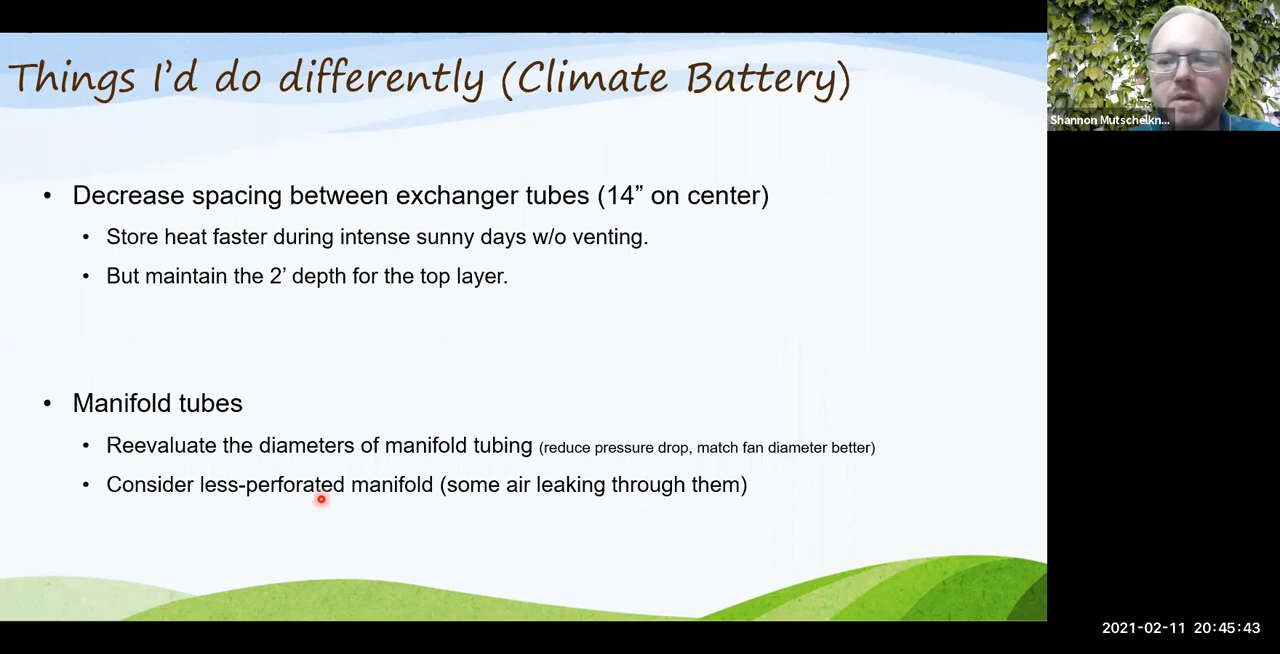 Things I’d do differently (Climate Battery)
• Decrease spacing between exchanger tubes (14” on center)
• Store heat faster during intense sunny days w/o venting.
• But maintain the 2’ depth for the top layer.
• Manifold tubes
• Reevaluate the diameters of manifold tubing (reduce pressure drop, match fan diameter better)
• Consider less-perforated manifold (some air leaking through them)
Shannon Mutschelkn...
2021-02-11 20:45:43